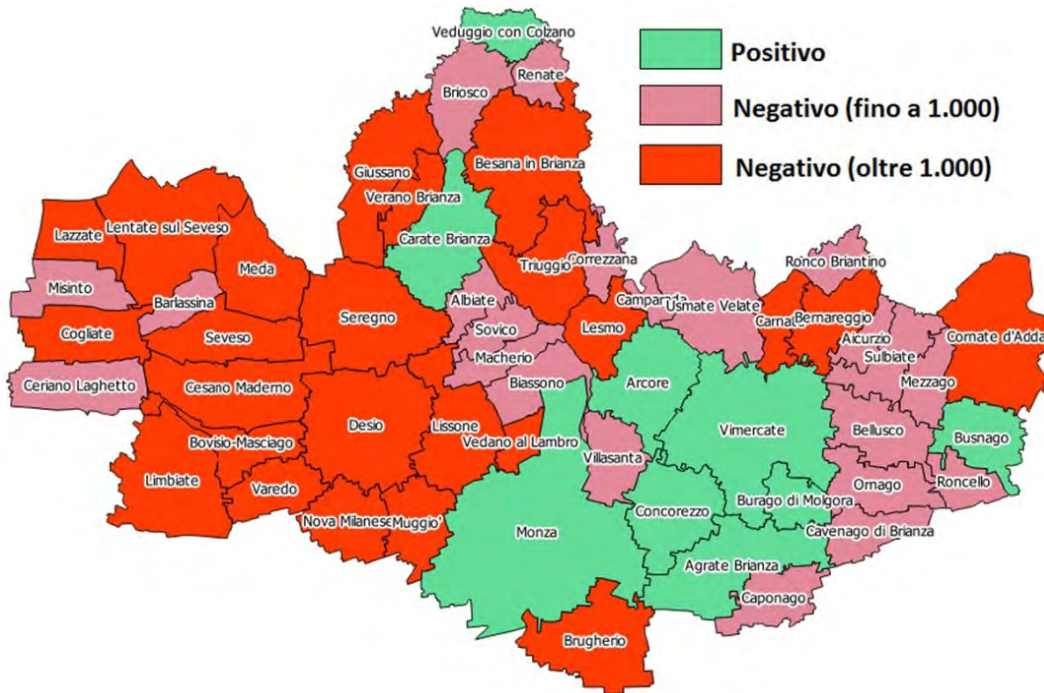 Veduggio con Colzano
Positivo
Renate
Briosco
Negativo (fino a 1.000)
Besana in Brianza
Negativo (oltre 1.000)
Giussano
Verano Brianza
Lazzate
Lentate sul Seveso
Carate Brianza
Meda
Triuggio
Correzzana
Ronco Briantino
Misinto
Barlassina
Albiate
Usmate Velate
Seregno
Lesmo
Bernareggio
Cogliate
Seveso
Sovico
Aicurzio
Cornate d'Adda
Sulbiate
Macherio
Mezzago
Ceriano Laghetto
Cesano Maderno
Biassono
Arcore
Desio
Lissone
Vimercate
Bellusco
Bovisio-Masciago
Vedano al Lambro
Busnago
Villasanta
Limbiate
Varedo
Ornago
Roncello
Burago di Molgora
Concorezzo
Nova Milanese
Muggio'
Monza
Cavenago di Brianza
Agrate Brianza
Caponago
Brugherio